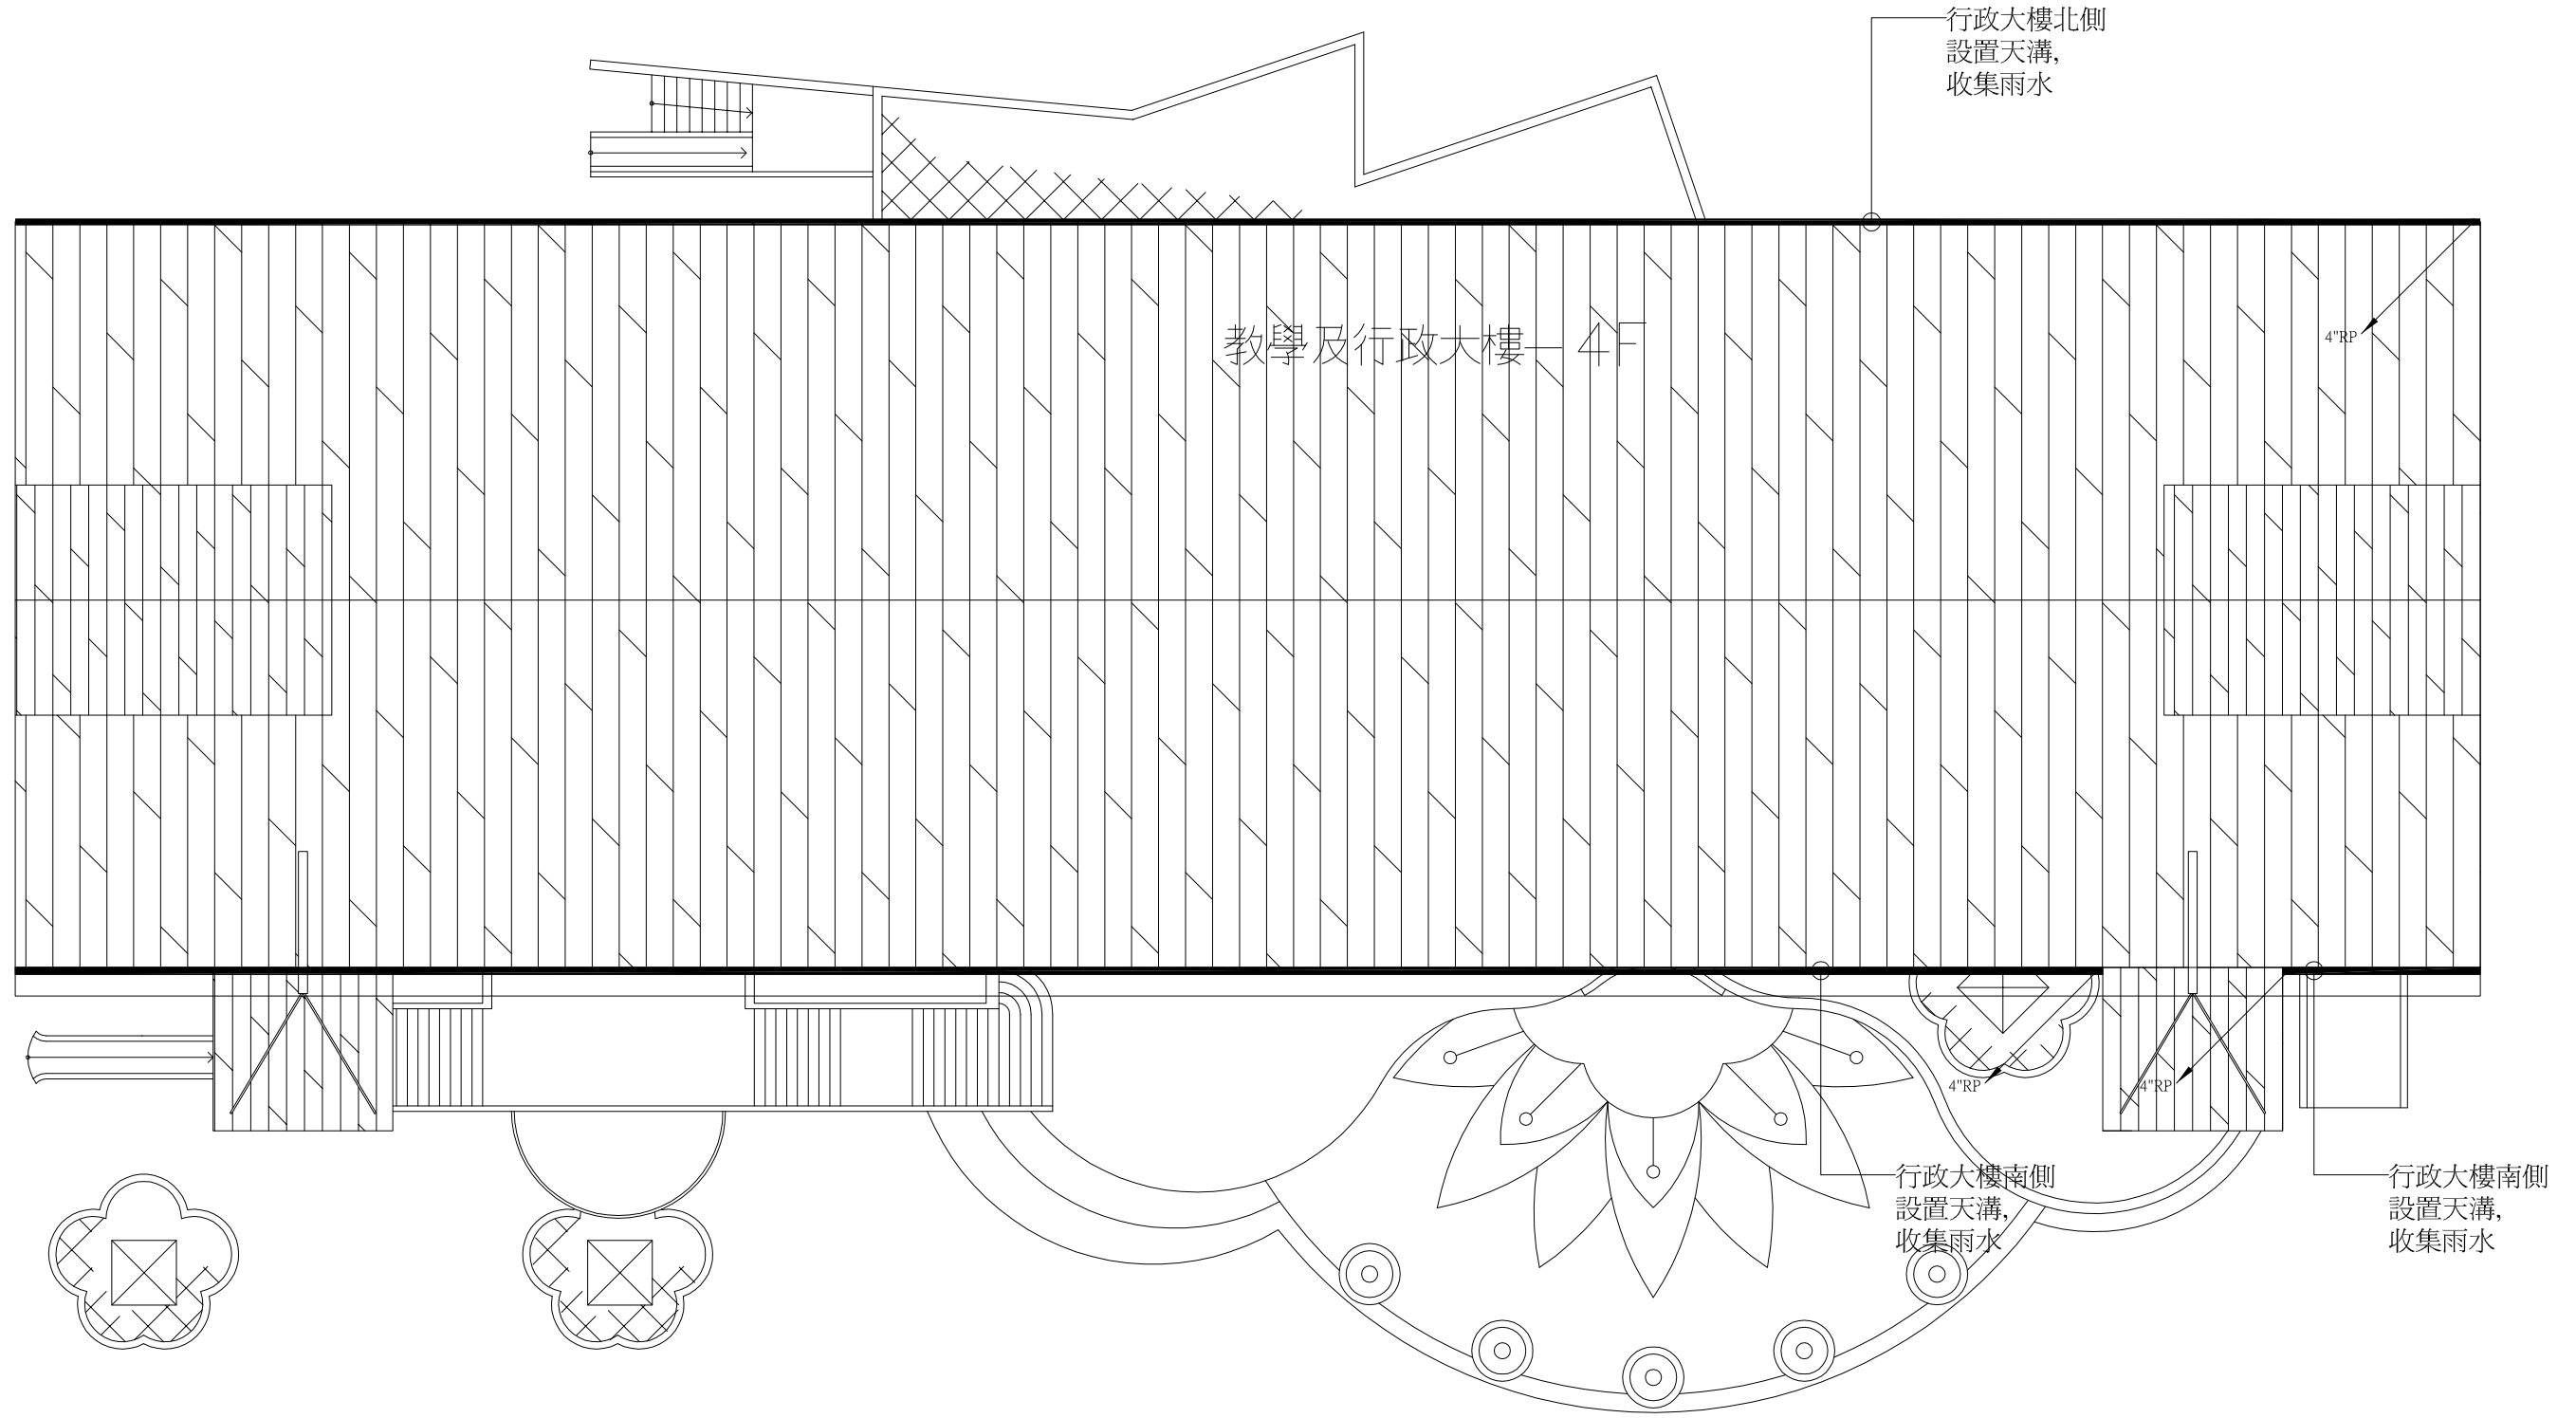 行政大樓北側
設置天溝,
收集雨水
教學及行政大樓— 4F
4"RP
4"RP
4"RP
行政大樓南側
設置天溝,
收集雨水
行政大樓南側
設置天溝,
收集雨水